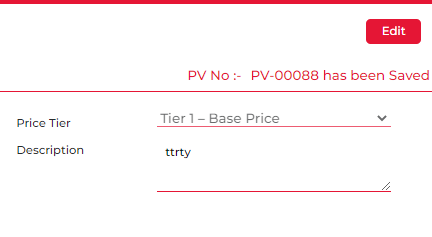 Edit
PV No :-  PV-00088 has been Saved
Price Tier
Tier 1 – Base Price
Description
ttrty